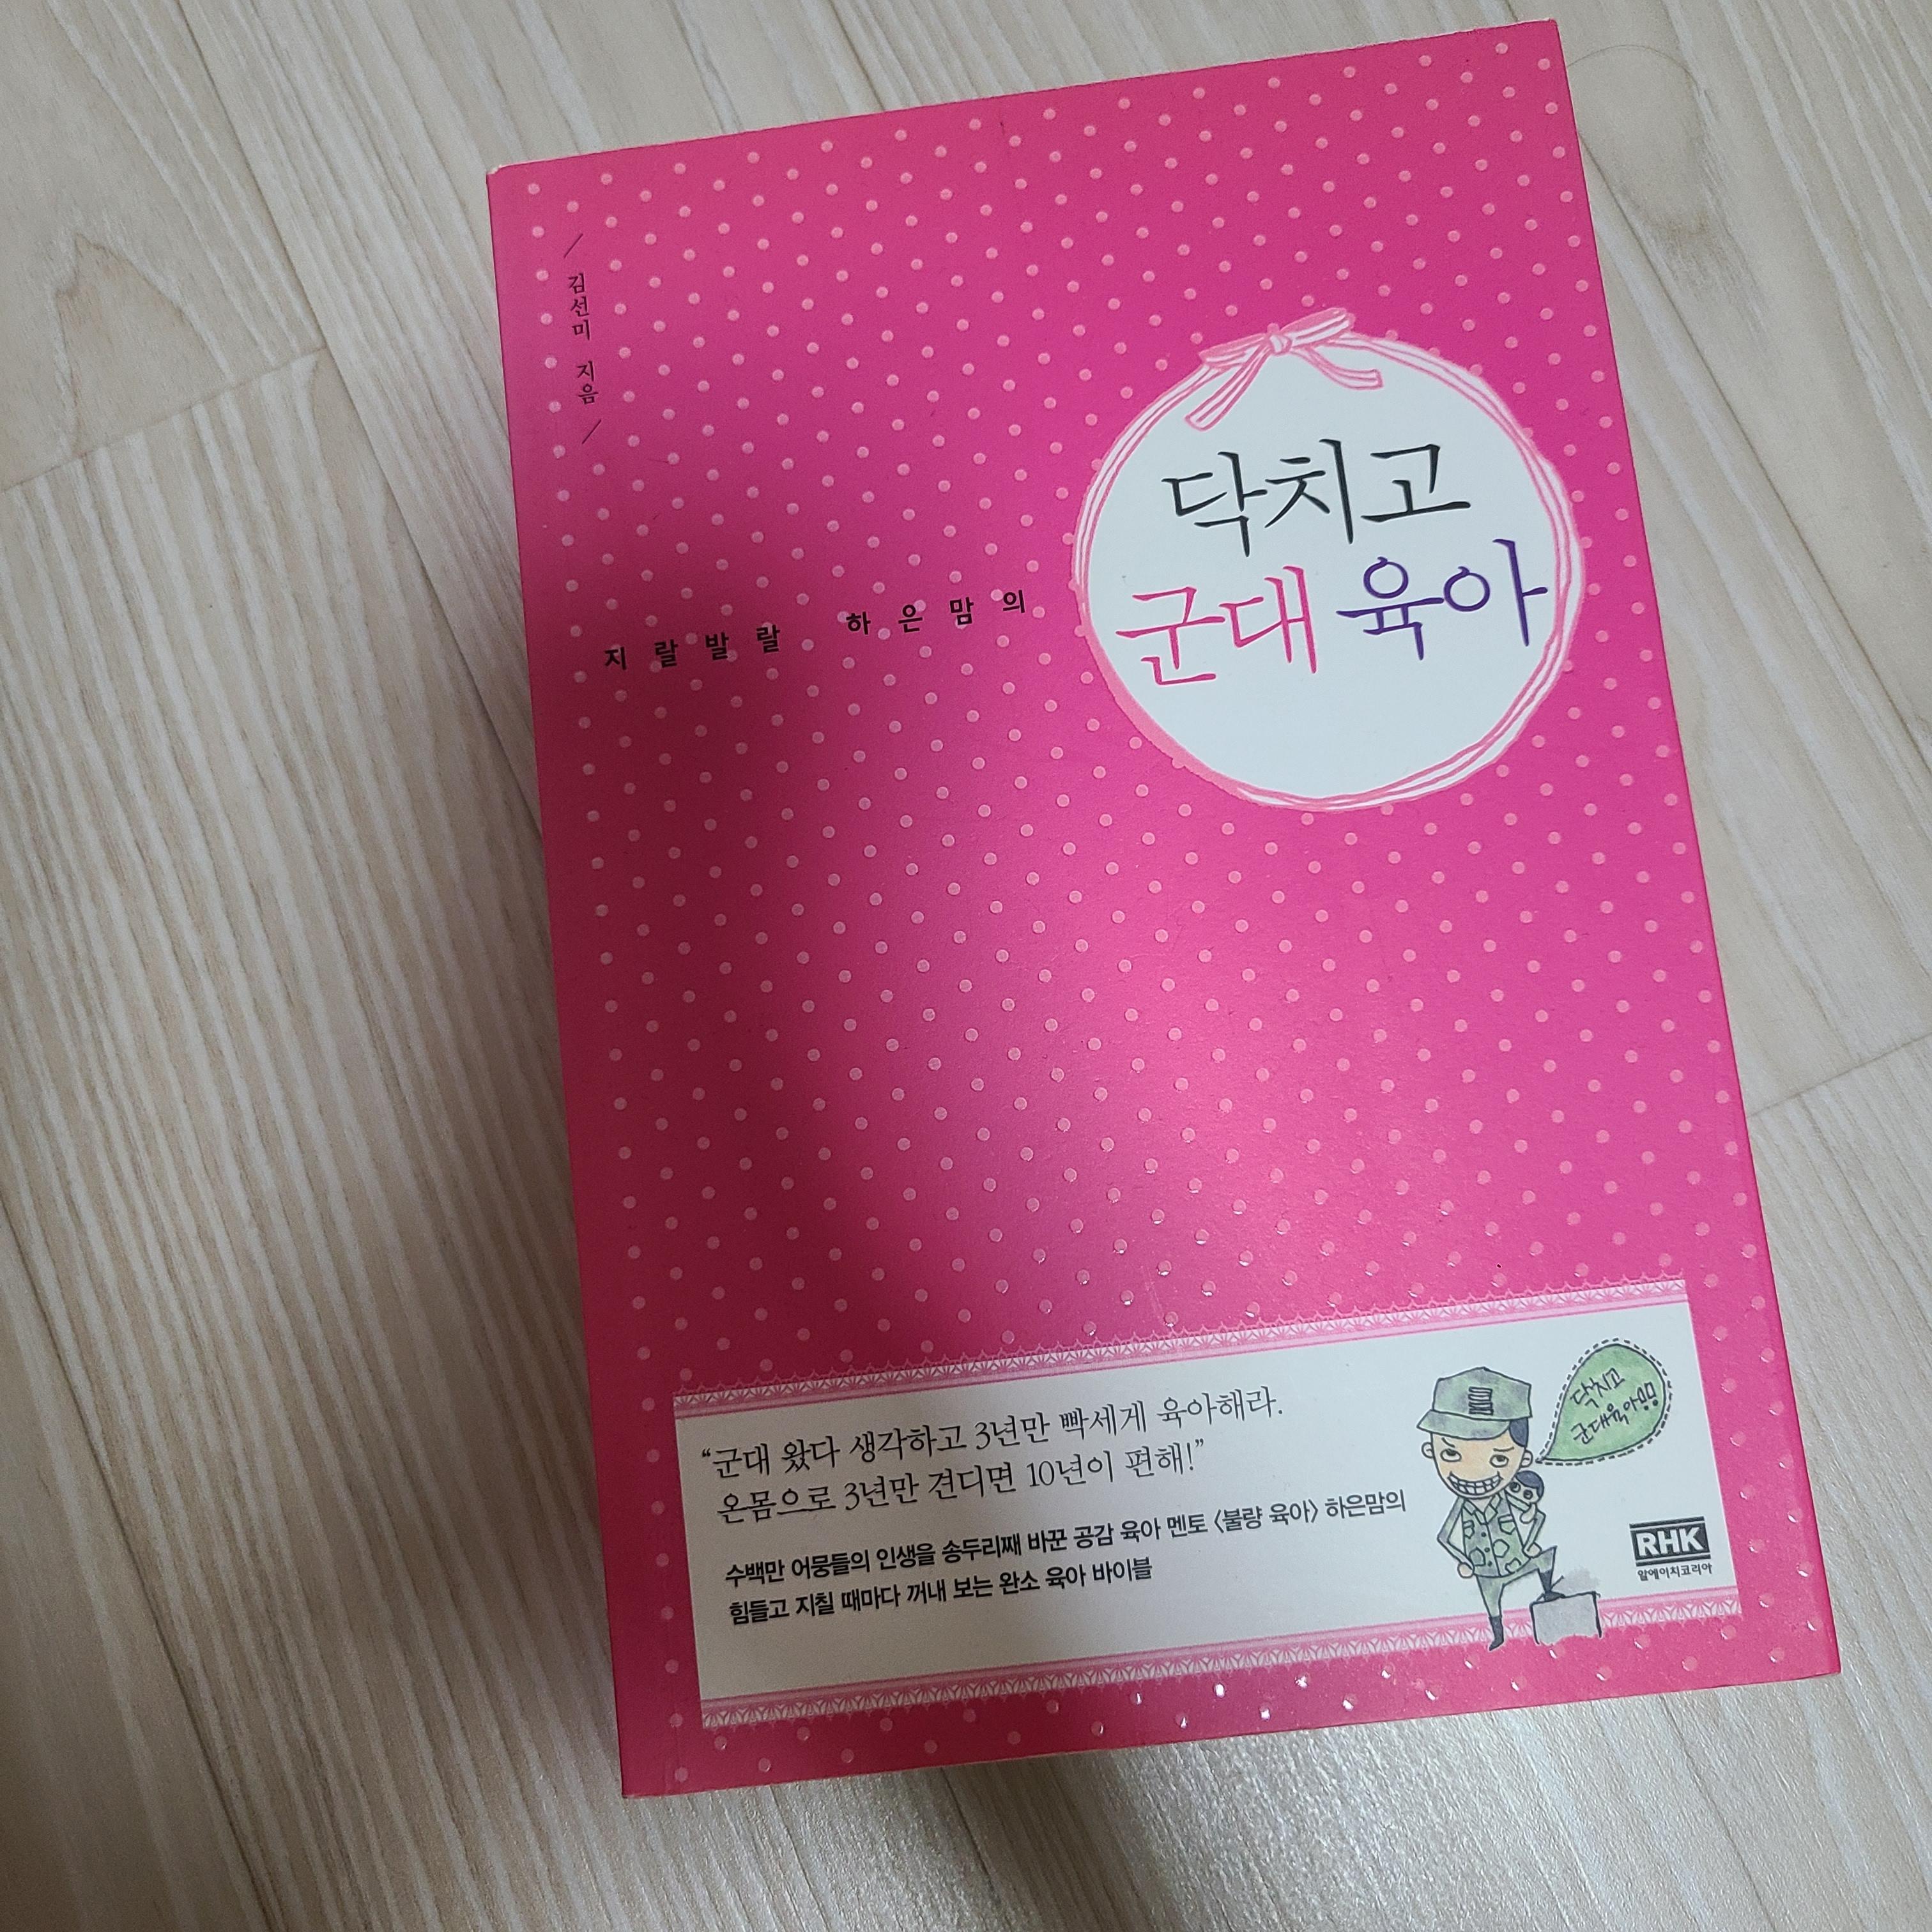 / 김선미 지음 /
지랄발랄 하은맘의
닥치고
군대 육아
“군대 왔다 생각하고 3년만 빡세게 육아해라.
온몸으로 3년만 견디면 10년이 편해!”
수백만 어뭉들의 인생을 송두리째 바꾼 공감 육아 멘토 〈불량 육아〉 하은맘의
힘들고 지칠 때마다 꺼내 보는 완소 육아 바이블
닥치고
군대육아!!
RHK
알에이치코리아